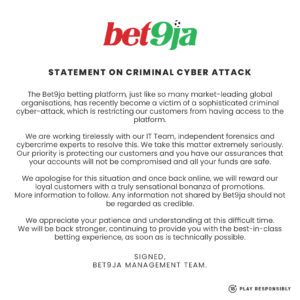 bet9ja
STATEMENT ON CRIMINAL CYBER ATTACK
The Bet9ja betting platform, just like so many market-leading global
organisations, has recently become a victim of a sophisticated criminal
cyber-attack, which is restricting our customers from having access to the
platform.
We are working tirelessly with our IT Team, independent forensics and
cybercrime experts to resolve this. We take this matter extremely seriously.
Our priority is protecting our customers and you have our assurances that
your accounts will not be compromised and all your funds are safe.
We apologise for this situation and once back online, we will reward our
loyal customers with a truly sensational bonanza of promotions.
More information to follow. Any information not shared by Bet9ja should not
be regarded as credible.
We appreciate your patience and understanding at this difficult time.
We will be back stronger, continuing to provide you with the best-in-class
betting experience, as soon as is technically possible.
SIGNED,
BET9JA MANAGEMENT TEAM.
18 PLAY RESPONSIBLY